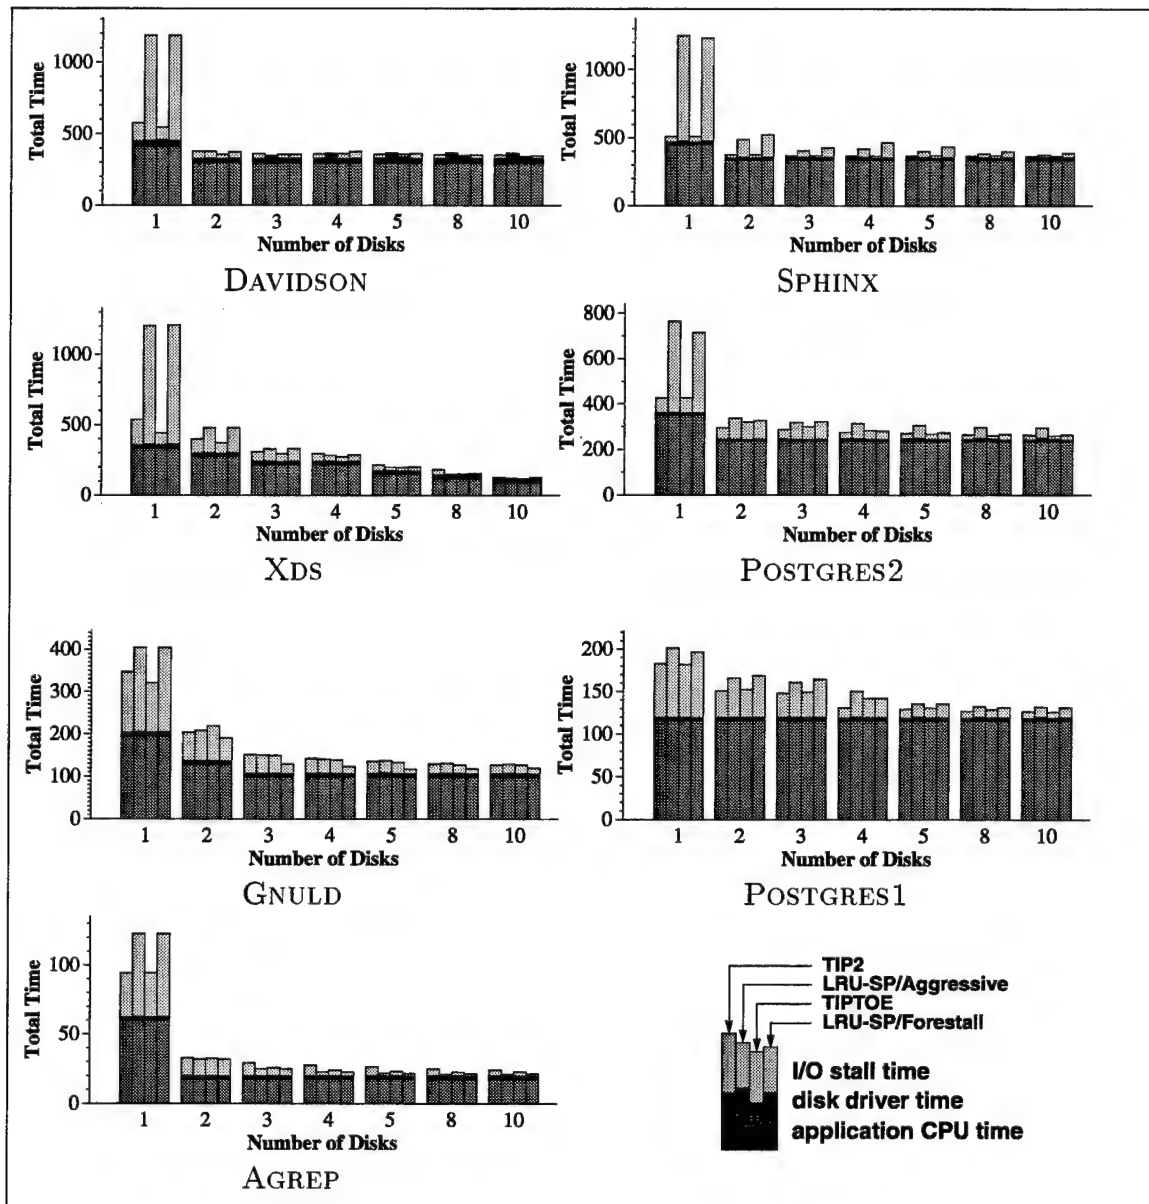 Total Time
1000
500
0
1 2 3 4 5 8 10
Number of Disks
DAVIDSON
Total Time
1000
500
0
1 2 3 4 5 8 10
Number of Disks
SPHINX
Total Time
1000
500
0
1 2 3 4 5 8 10
Number of Disks
XDS
Total Time
800
600
400
200
0
1 2 3 4 5 8 10
Number of Disks
POSTGRES2
Total Time
400
300
200
100
0
1 2 3 4 5 8 10
Number of Disks
GNULD
Total Time
200
150
100
50
0
1 2 3 4 5 8 10
Number of Disks
POSTGRES1
Total Time
100
50
0
1 2 3 4 5 8 10
Number of Disks
AGREP
TIP2
LRU-SP/Aggressive
TIPTOE
LRU-SP/Forestall
I/O stall time
disk driver time
application CPU time